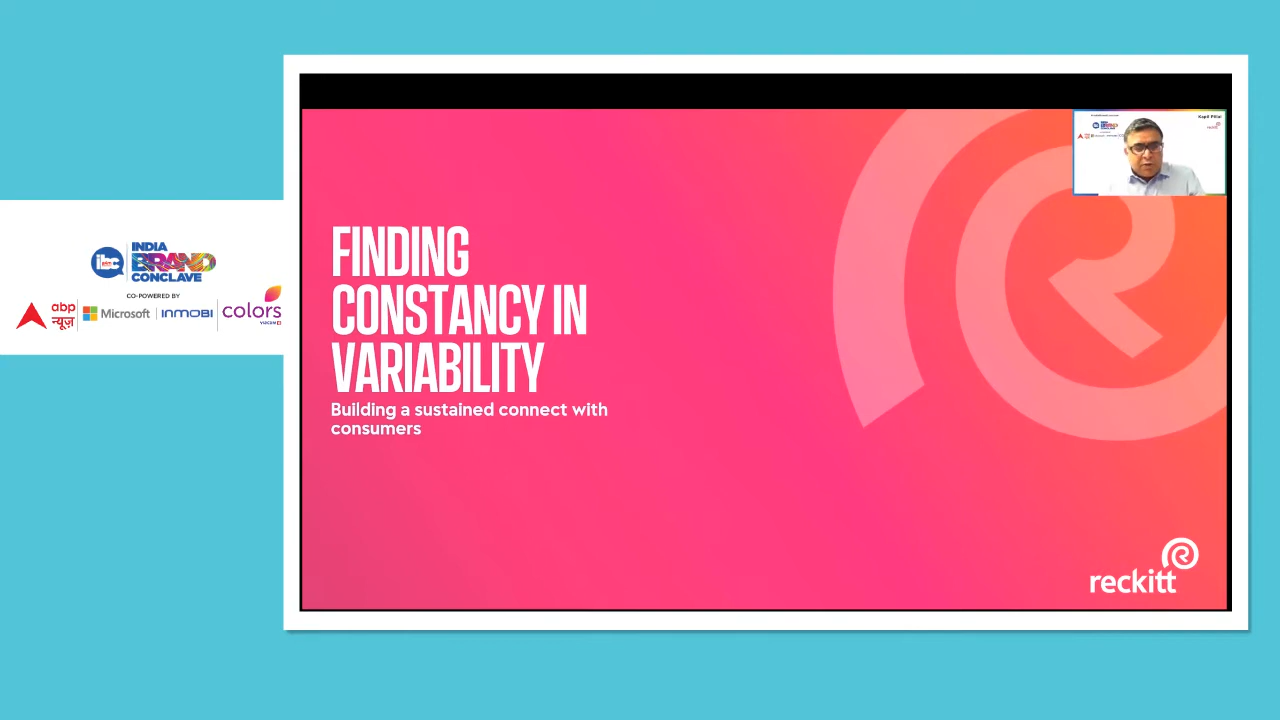 INDIA
BRAND
CONCLAVE
CO-POWERED BY
abp
न्यूज़
Microsoft
INMOBI
colors
VIACOM18
FINDING
CONSTANCY IN
VARIABILITY
Building a sustained connect with
consumers
reckitt